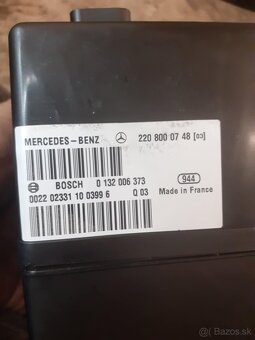 MERCEDES-BENZ 220 800 07 48 [03]
BOSCH 0 132 006 373
944
0022 02331 10 0399 6 Q 03 Made in France
Bazos.sk